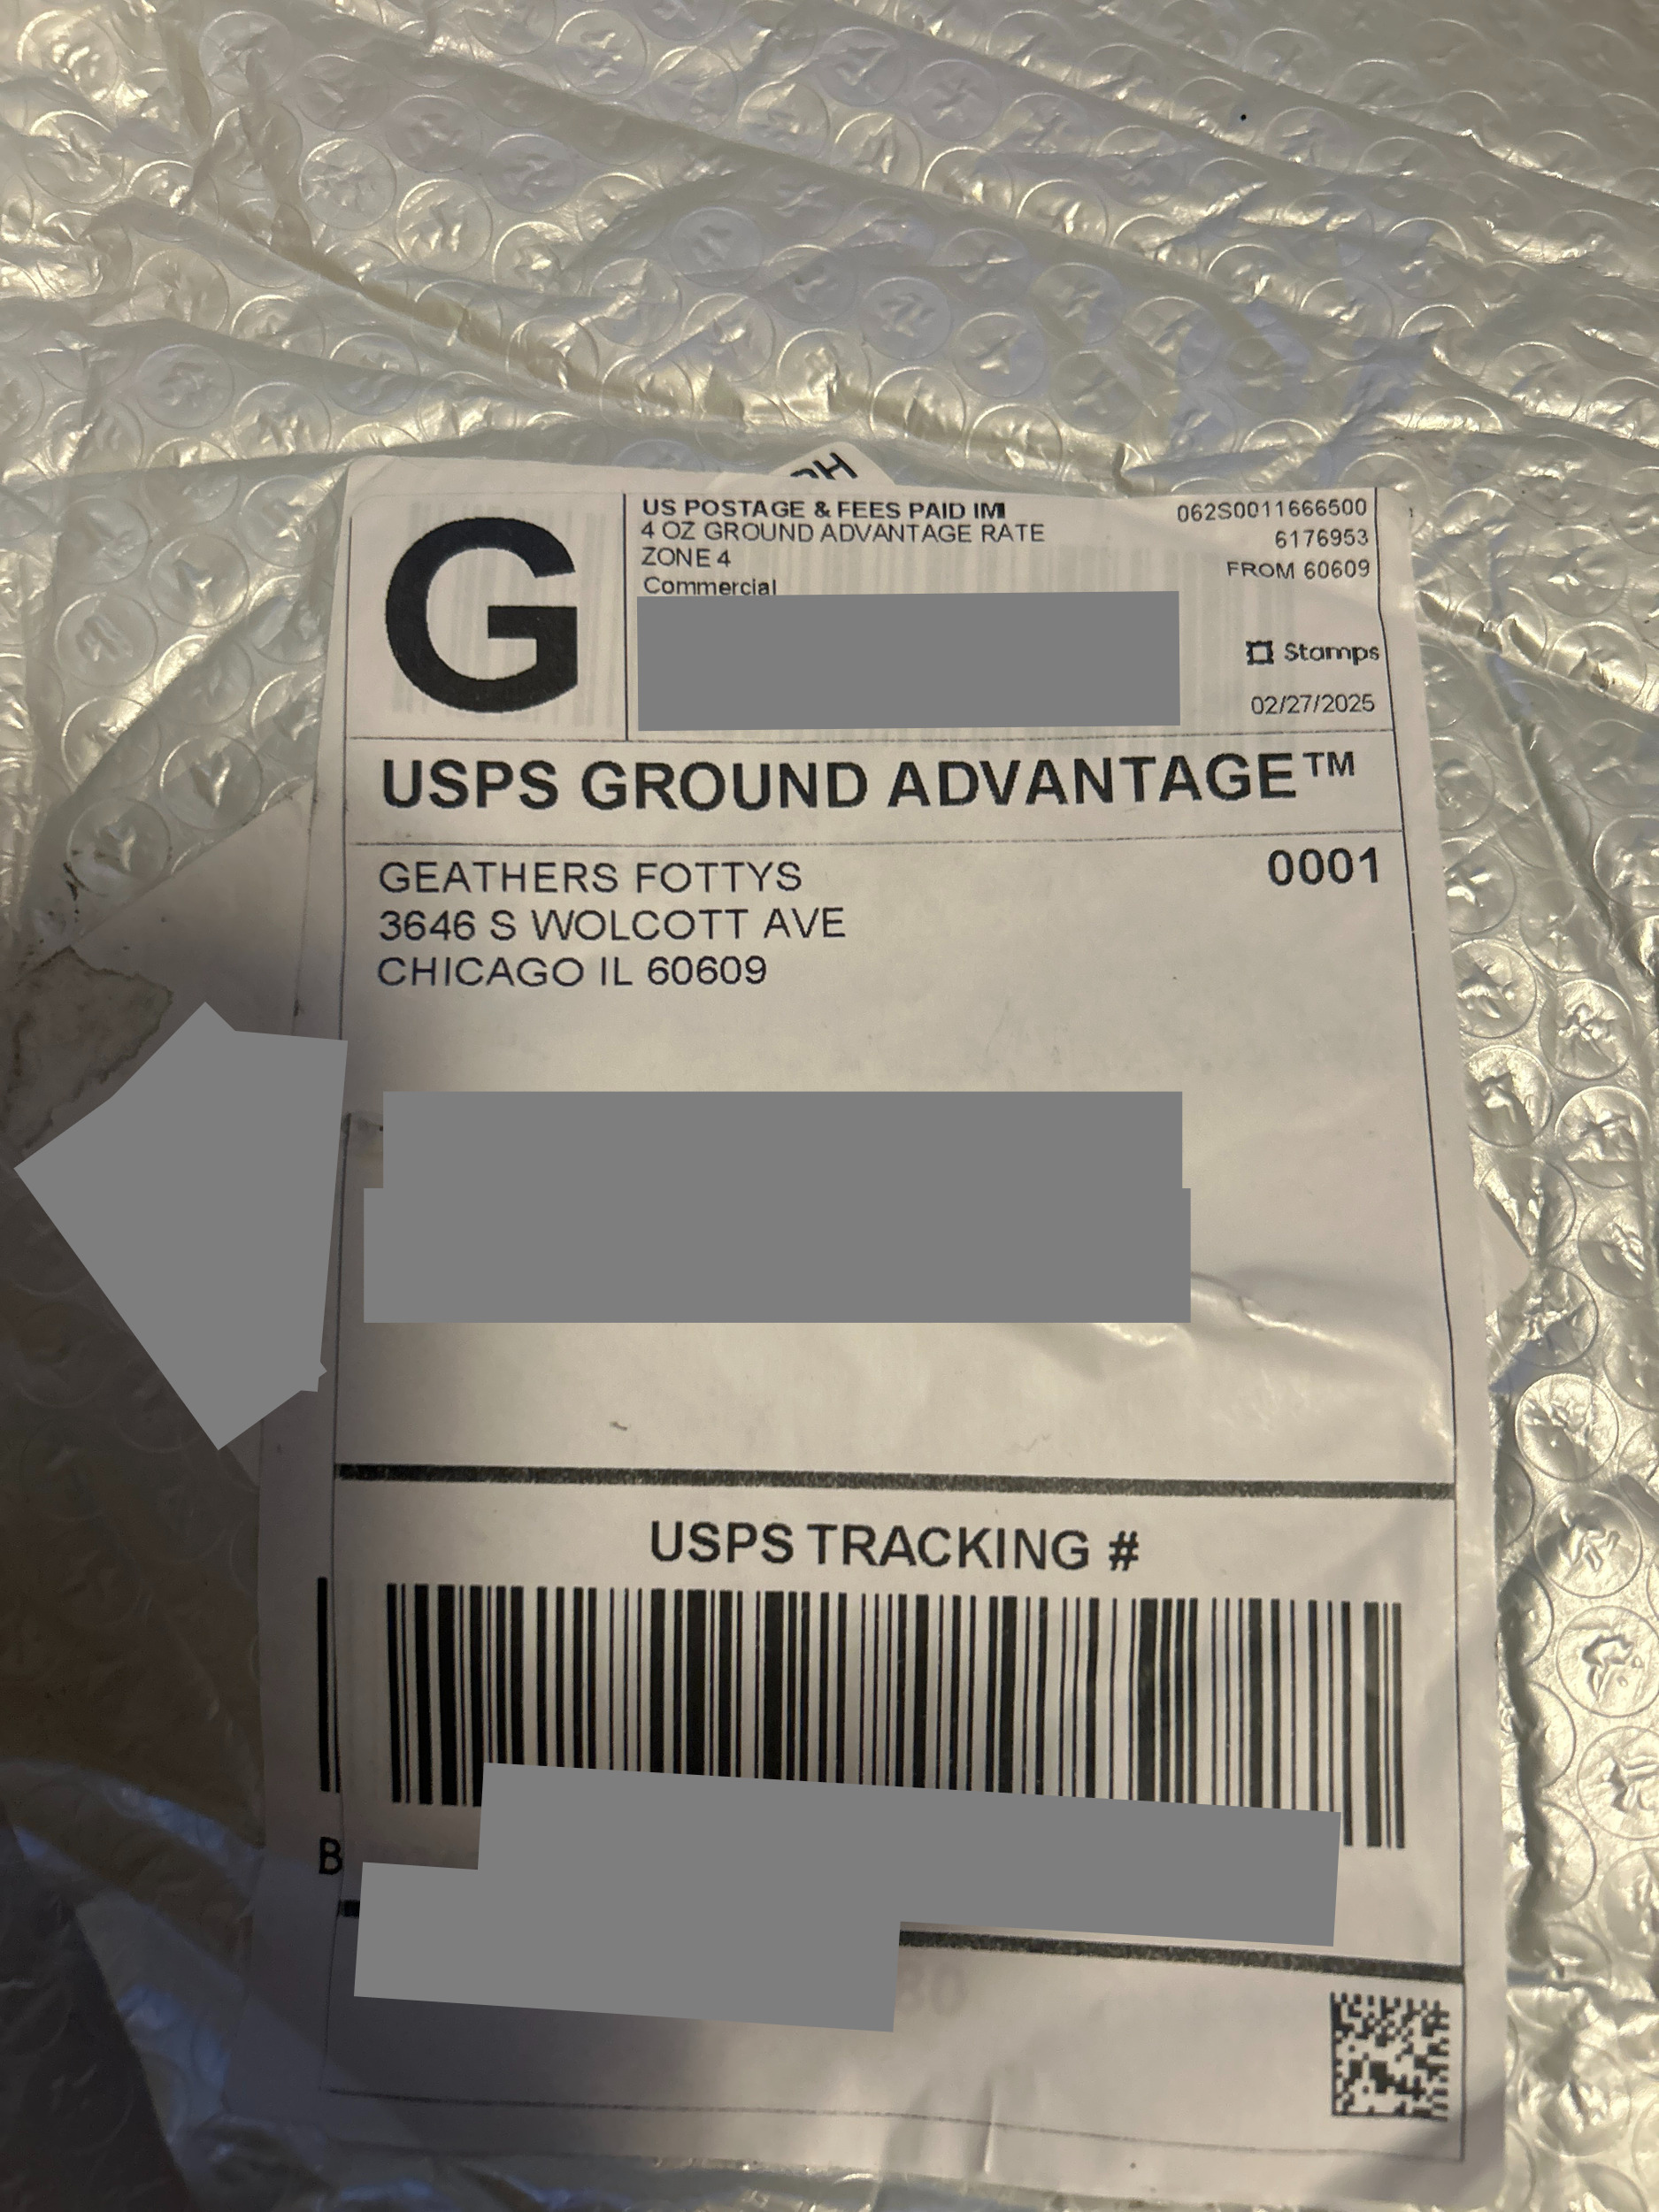 G
US POSTAGE & FEES PAID IMI
4 OZ GROUND ADVANTAGE RATE
ZONE 4
Commercial
062S0011666500
6176953
FROM 60609
Stamps
02/27/2025
USPS GROUND ADVANTAGE™
GEATHERS FOTTYS
3646 S WOLCOTT AVE
CHICAGO IL 60609
0001
USPS TRACKING #
B